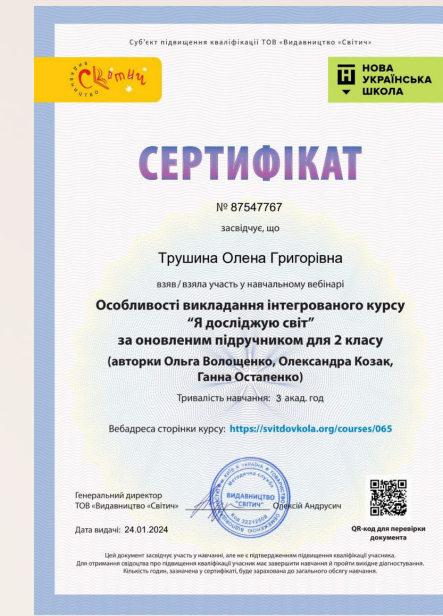 Суб'єкт підвищення кваліфікації ТОВ «Видавництво «Світич»
видавництво
Світич
НОВА
УКРАЇНСЬКА
ШКОЛА
СЕРТИФІКАТ
№ 87547767
засвідчує, що
Трушина Олена Григорівна
взяв/взяла участь у навчальному вебінарі
Особливості викладання інтегрованого курсу
“Я досліджую світ”
за оновленим підручником для 2 класу
(авторки Ольга Волощенко, Олександра Козак,
Ганна Остапенко)
Тривалість навчання: 3 акад. год
Вебадреса сторінки курсу: https://svitdovkola.org/courses/065
Генеральний директор
ТОВ «Видавництво «Світич»
ВИДАВНИЦТВО
"СВІТИЧ"
Олексій Андрусич
Дата видачі: 24.01.2024
QR-код для перевірки
документа
Цей документ засвідчує участь у навчанні, але не є підтвердженням підвищення кваліфікації учасника.
Для отримання свідоцтва про підвищення кваліфікації учасник має завершити навчання й пройти вихідне діагностування.
Кількість годин, зазначена у сертифікаті, буде зарахована до загального обсягу навчання.